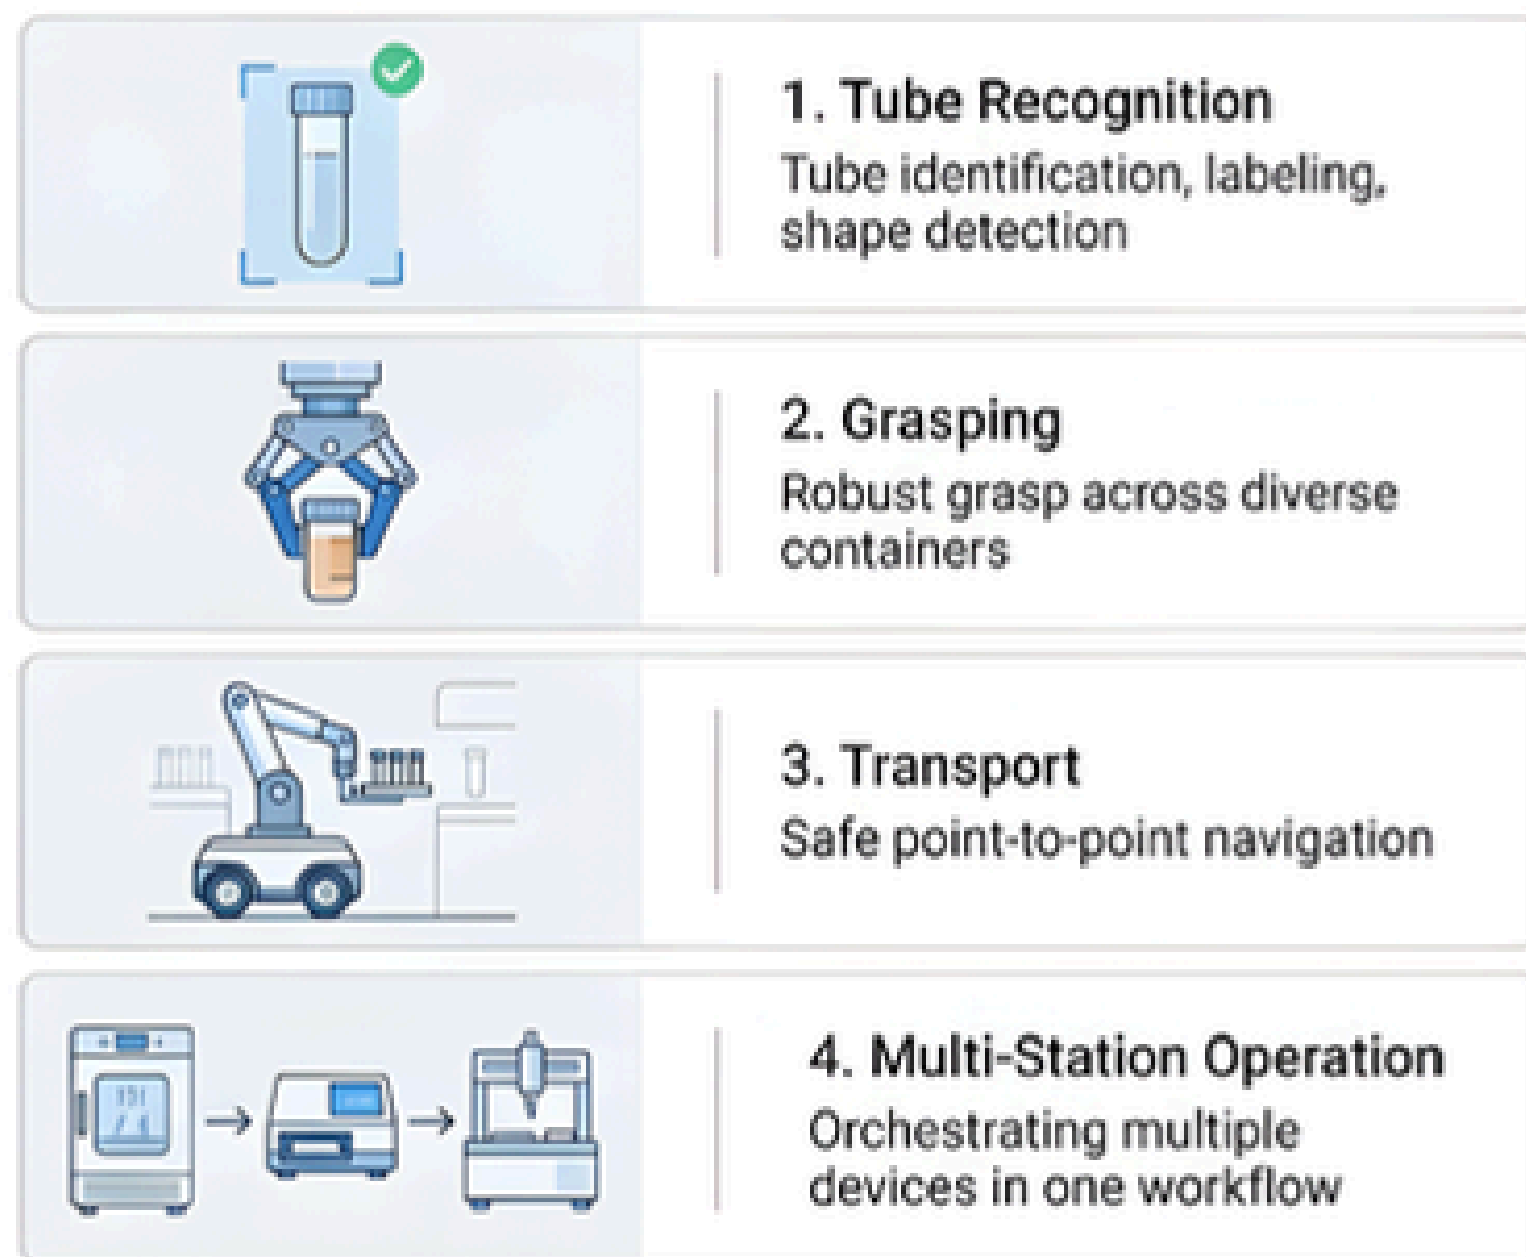 1. Tube Recognition
Tube identification, labeling,
shape detection
2. Grasping
Robust grasp across diverse
containers
3. Transport
Safe point-to-point navigation
4. Multi-Station Operation
Orchestrating multiple
devices in one workflow